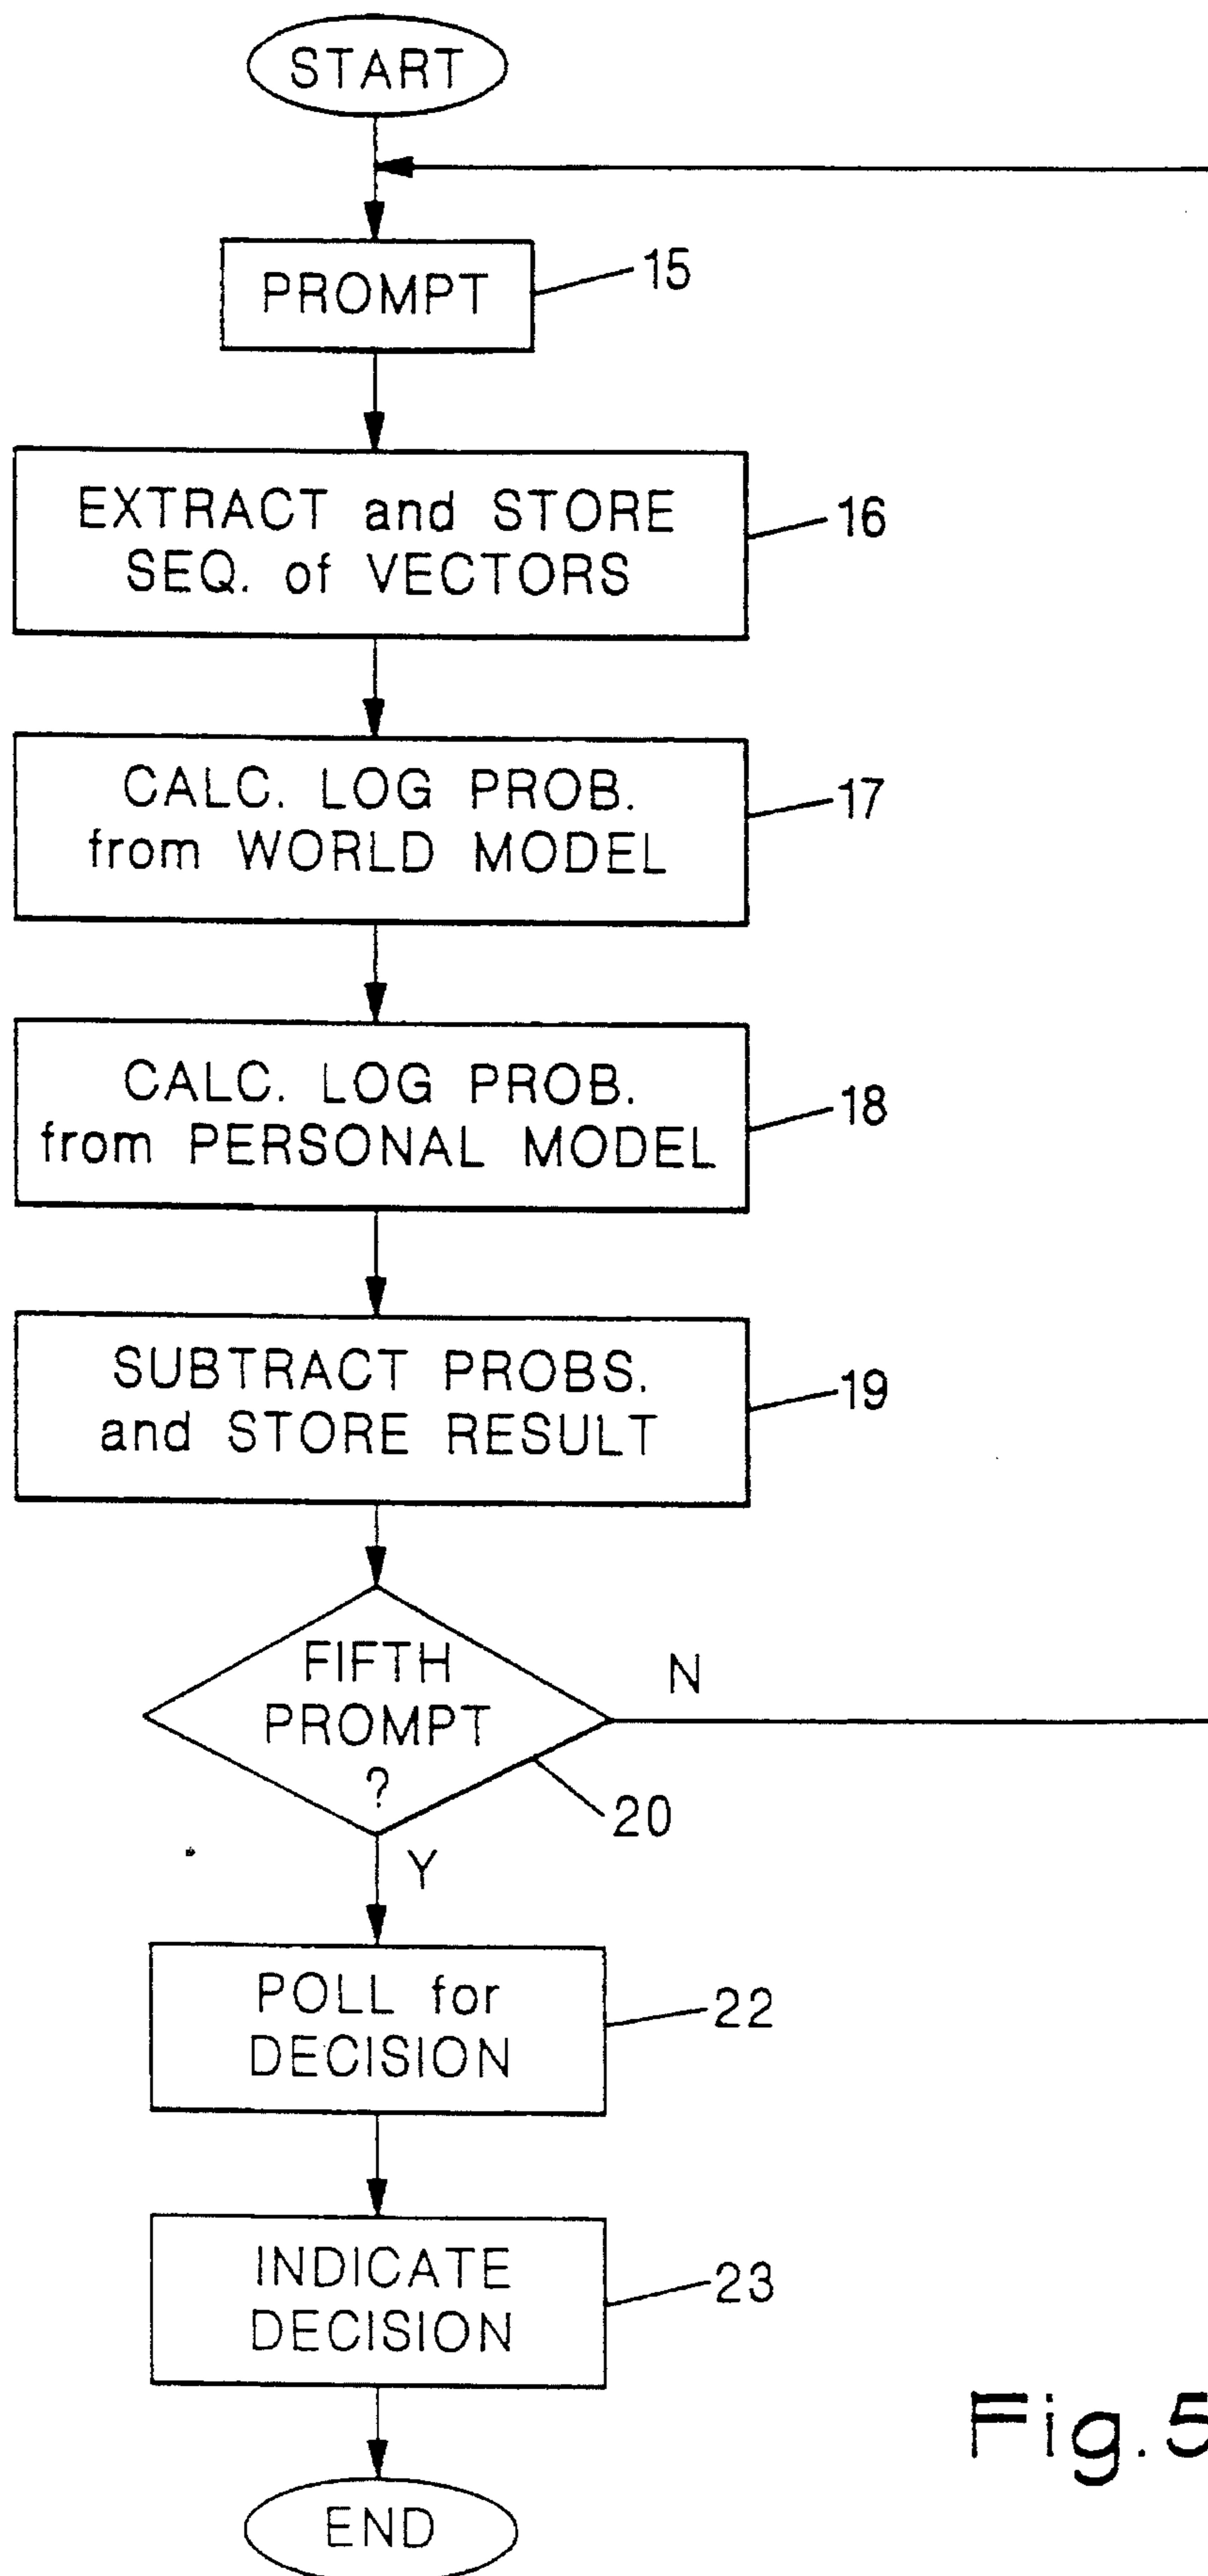 START
PROMPT
15
EXTRACT and STORE
SEQ. of VECTORS
16
CALC. LOG PROB.
from WORLD MODEL
17
CALC. LOG PROB.
from PERSONAL MODEL
18
SUBTRACT PROBS.
and STORE RESULT
19
FIFTH
PROMPT
?
N
20
Y
POLL for
DECISION
22
INDICATE
DECISION
23
END
Fig.5